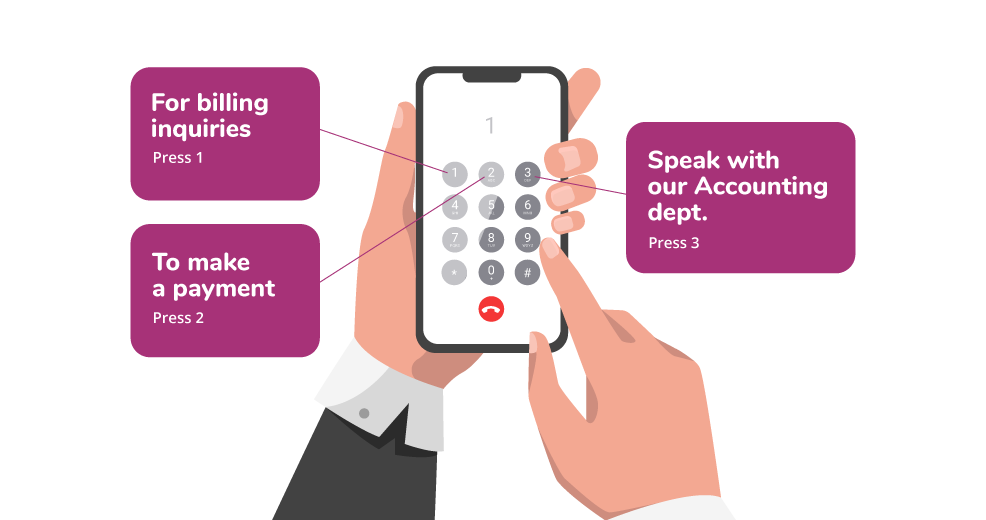 For billing
inquiries
Press 1
To make
a payment
Press 2
1
1 2 3
4 5 6
7 8 9
* 0 #
+
Speak with
our Accounting
dept.
Press 3